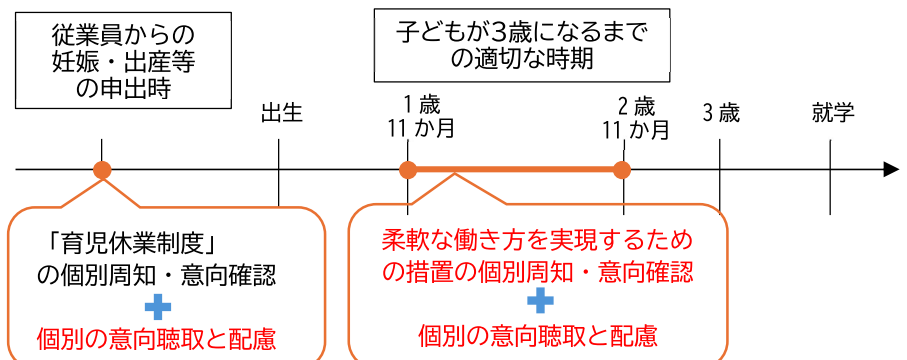 従業員からの
妊娠・出産等
の申出時
子どもが3歳になるまで
の適切な時期
出生
1歳
11か月
2歳
11か月
3歳
就学
「育児休業制度」
の個別周知・意向確認
個別の意向聴取と配慮
柔軟な働き方を実現するため
の措置の個別周知・意向確認
個別の意向聴取と配慮